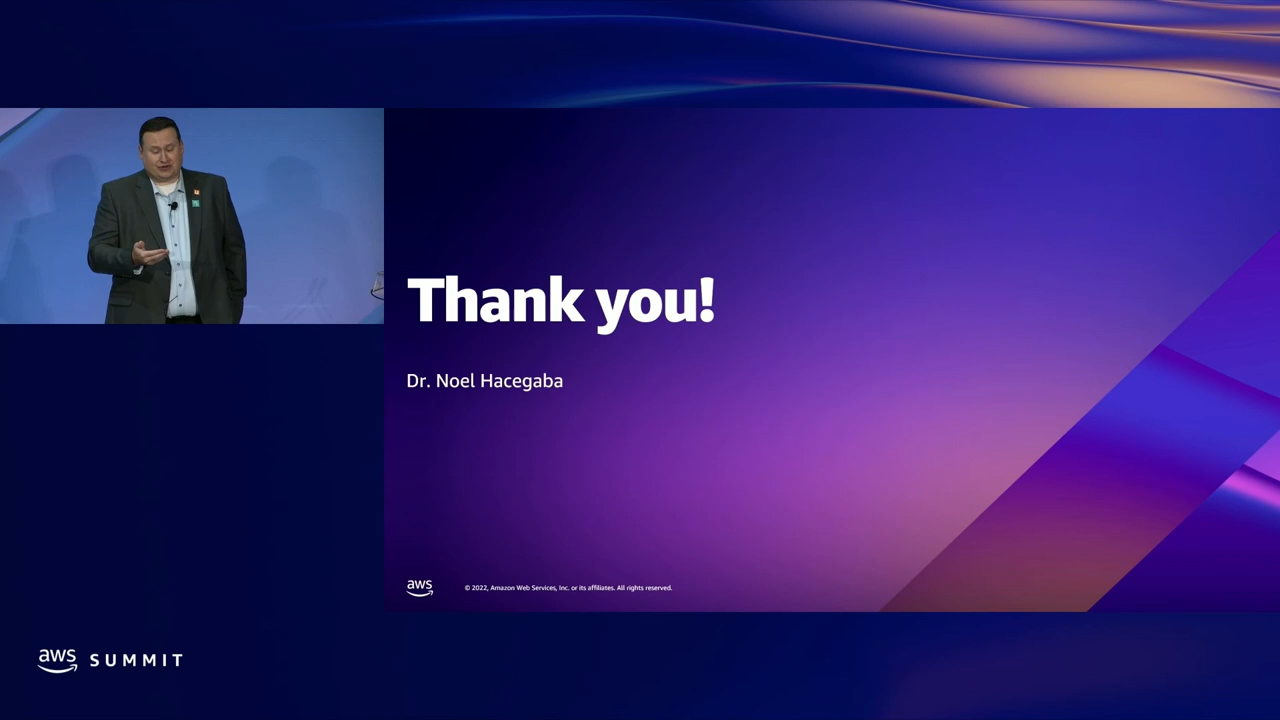 Thank you!
Dr. Noel Hacegaba
aws
© 2022, Amazon Web Services, Inc. or its affiliates. All rights reserved.
aws SUMMIT